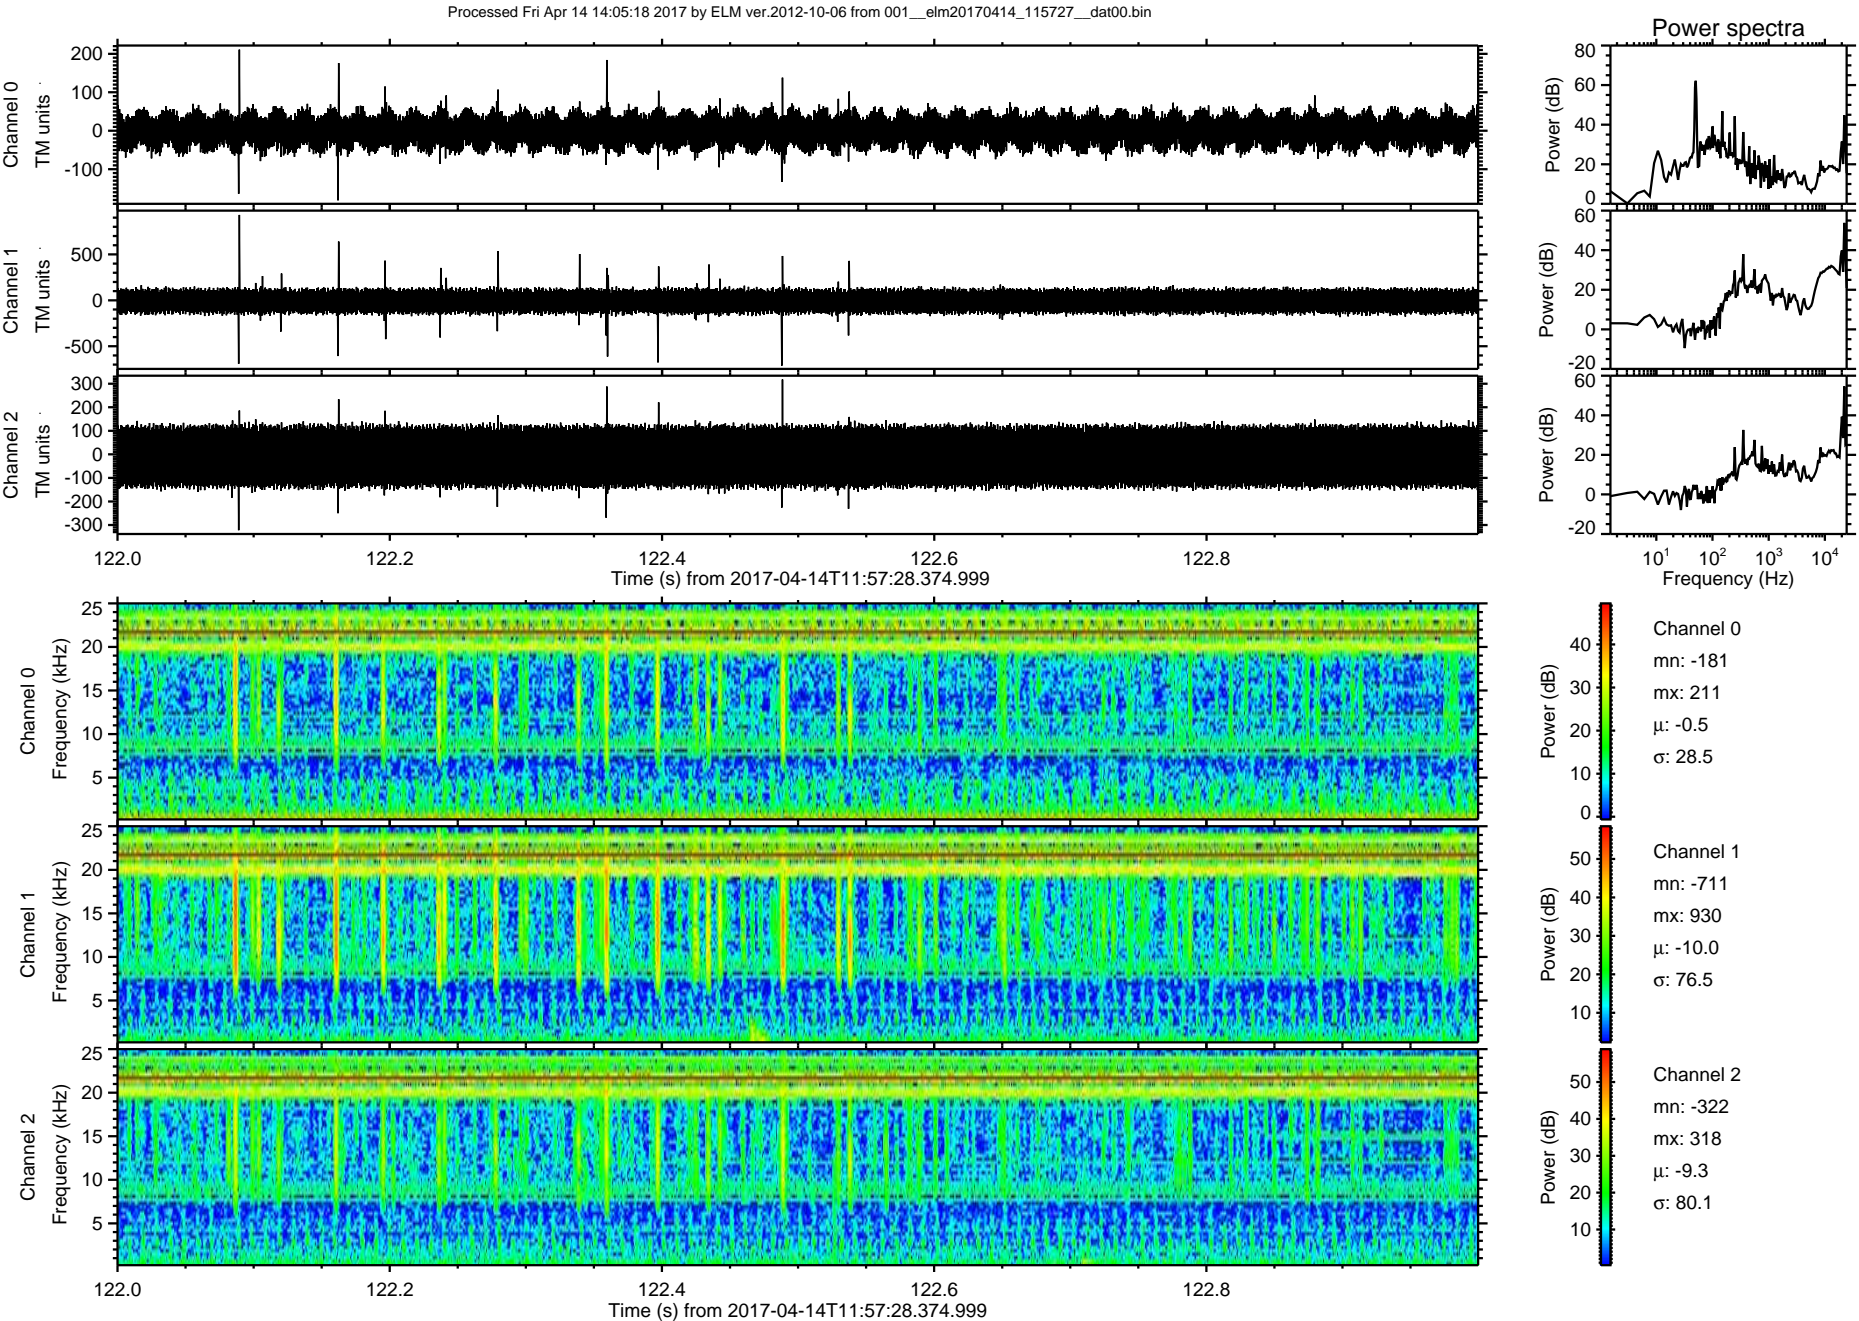 Processed Fri Apr 14 14:05:18 2017 by ELM ver.2012-10-06 from 001__elm20170414_115727__dat00.bin
Power spectra
Channel 0
TM units
200
100
0
-100
Power (dB)
80
60
40
20
0
Channel 1
TM units
500
0
-500
Power (dB)
60
40
20
0
-20
Channel 2
TM units
300
200
100
0
-100
-200
-300
Power (dB)
60
40
20
0
-20
122.0 122.2 122.4 122.6 122.8
Time (s) from 2017-04-14T11:57:28.374.999
10¹ 10² 10³ 10⁴
Frequency (Hz)
Channel 0
Frequency (kHz)
25
20
15
10
5
Power (dB)
40
30
20
10
0
Channel 0
mn: -181
mx: 211
μ: -0.5
σ: 28.5
Channel 1
Frequency (kHz)
25
20
15
10
5
Power (dB)
50
40
30
20
10
Channel 1
mn: -711
mx: 930
μ: -10.0
σ: 76.5
Channel 2
Frequency (kHz)
25
20
15
10
5
Power (dB)
50
40
30
20
10
Channel 2
mn: -322
mx: 318
μ: -9.3
σ: 80.1
122.0 122.2 122.4 122.6 122.8
Time (s) from 2017-04-14T11:57:28.374.999